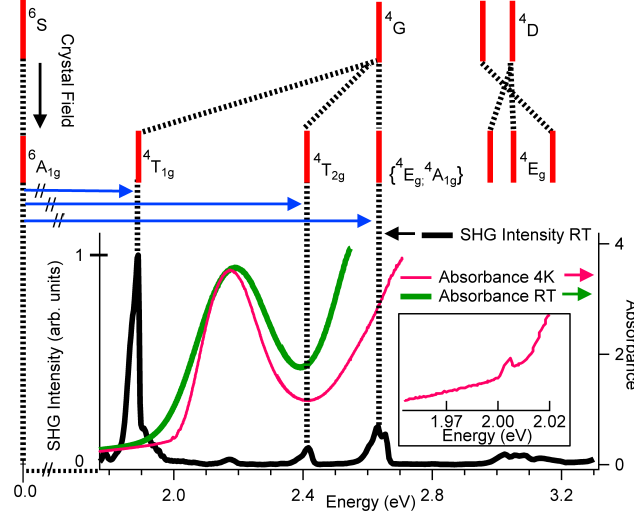 ⁶S
⁴G
⁴D
Crystal Field
⁶A₁g
⁴T₁g
⁴T₂g
{⁴Eg;⁴A₁g}
⁴Eg
SHG Intensity RT
Absorbance 4K
Absorbance RT
SHG Intensity (arb. units)
1
0
4
2
0
Absorbance
1.97 2.00 2.02
Energy (eV)
0.0 2.0 2.4 2.8 3.2
Energy (eV)